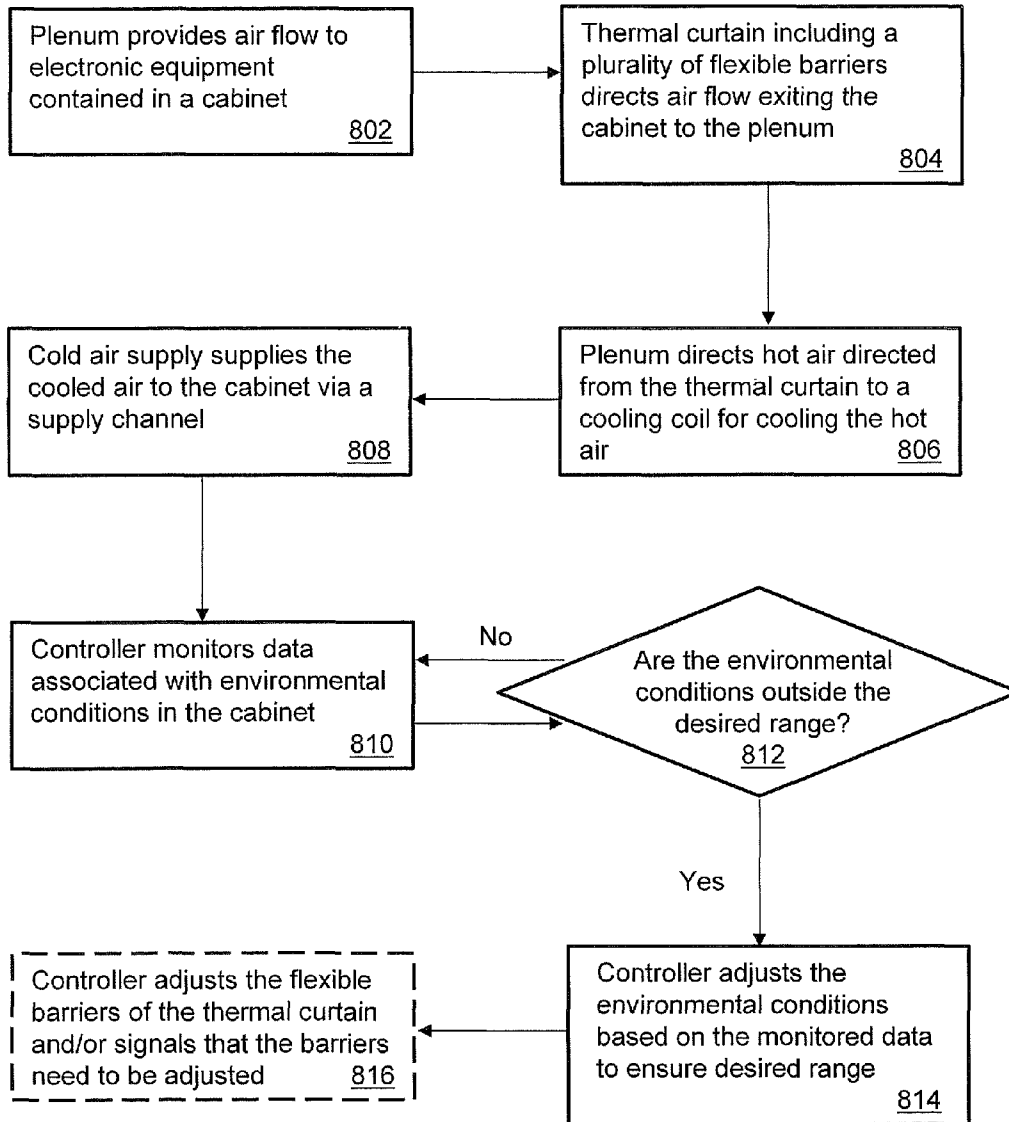 Plenum provides air flow to
electronic equipment
contained in a cabinet
802
Thermal curtain including a
plurality of flexible barriers
directs air flow exiting the
cabinet to the plenum
804
Plenum directs hot air directed
from the thermal curtain to a
cooling coil for cooling the hot
air 806
Cold air supply supplies the
cooled air to the cabinet via a
supply channel
808
Controller monitors data
associated with environmental
conditions in the cabinet
810
No
Are the environmental
conditions outside the
desired range?
812
Yes
Controller adjusts the
environmental conditions
based on the monitored data
to ensure desired range
814
Controller adjusts the flexible
barriers of the thermal curtain
and/or signals that the barriers
need to be adjusted 816